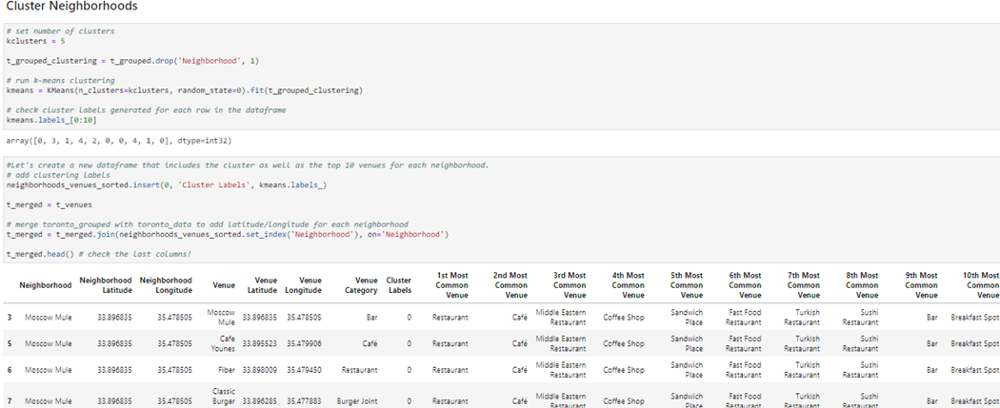 Cluster Neighborhoods
# set number of clusters
kclusters = 5
t_grouped_clustering = t_grouped.drop('Neighborhood', 1)
# run k-means clustering
kmeans = KMeans(n_clusters=kclusters, random_state=0).fit(t_grouped_clustering)
# check cluster labels generated for each row in the dataframe
kmeans.labels_[0:10]
array([0, 3, 1, 4, 2, 0, 0, 4, 1, 0], dtype=int32)
#Let's create a new dataframe that includes the cluster as well as the top 10 venues for each neighborhood.
# add clustering labels
neighborhoods_venues_sorted.insert(0, 'Cluster Labels', kmeans.labels_)
t_merged = t_venues
# merge toronto_grouped with toronto_data to add latitude/longitude for each neighborhood
t_merged = t_merged.join(neighborhoods_venues_sorted.set_index('Neighborhood'), on='Neighborhood')
t_merged.head() # check the last columns!
Neighborhood Neighborhood Latitude Neighborhood Longitude Venue Venue Latitude Venue Longitude Venue Category Cluster Labels 1st Most Common Venue 2nd Most Common Venue 3rd Most Common Venue 4th Most Common Venue 5th Most Common Venue 6th Most Common Venue 7th Most Common Venue 8th Most Common Venue 9th Most Common Venue 10th Most Common Venue
3 Moscow Mule 33.896835 35.478505 Moscow Mule 33.896835 35.478505 Bar 0 Restaurant Café Middle Eastern Restaurant Coffee Shop Sandwich Place Fast Food Restaurant Turkish Restaurant Sushi Restaurant Bar Breakfast Spot
5 Moscow Mule 33.896835 35.478505 Cafe Younes 33.895523 35.479906 Café 0 Restaurant Café Middle Eastern Restaurant Coffee Shop Sandwich Place Fast Food Restaurant Turkish Restaurant Sushi Restaurant Bar Breakfast Spot
6 Moscow Mule 33.896835 35.478505 Fiber 33.898009 35.479450 Restaurant 0 Restaurant Café Middle Eastern Restaurant Coffee Shop Sandwich Place Fast Food Restaurant Turkish Restaurant Sushi Restaurant Bar Breakfast Spot
7 Moscow Mule 33.896835 35.478505 Classic Burger 33.896285 35.477883 Burger Joint 0 Restaurant Café Middle Eastern Restaurant Coffee Shop Sandwich Place Fast Food Restaurant Turkish Restaurant Sushi Restaurant Bar Breakfast Spot